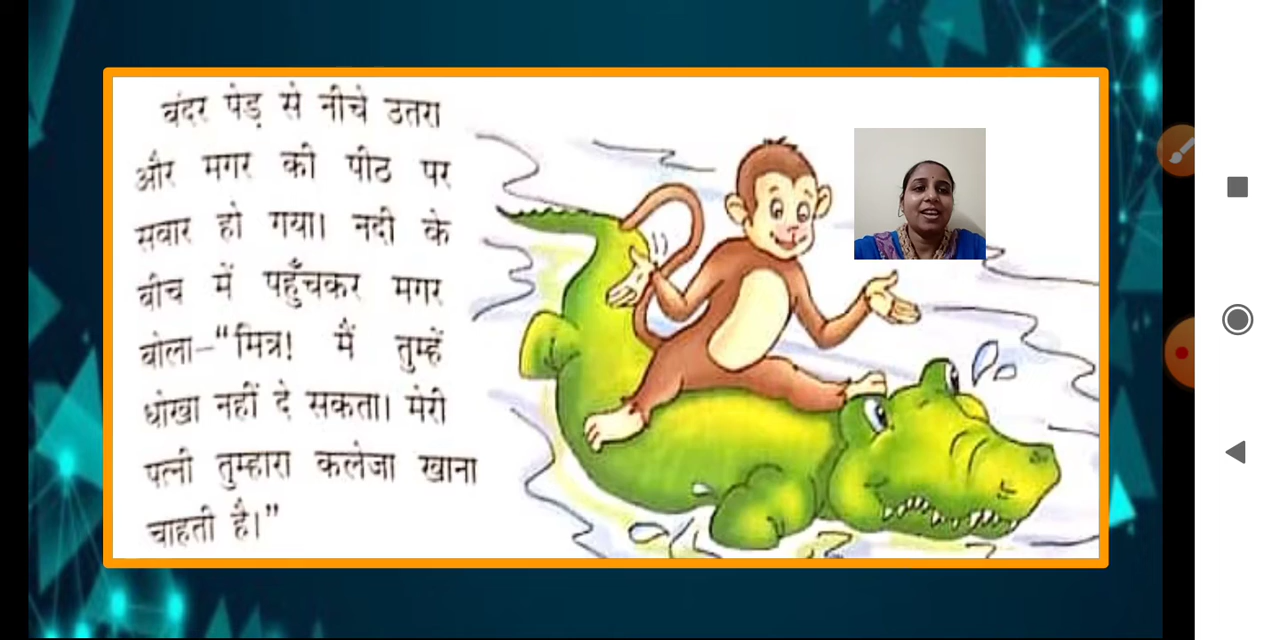 बंदर पेड़ से नीचे उतरा
और मगर की पीठ पर
सवार हो गया। नदी के
बीच में पहुँचकर मगर
बोला–“मित्र! मैं तुम्हें
धोखा नहीं दे सकता। मेरी
पत्नी तुम्हारा कलेजा खाना
चाहती है।”